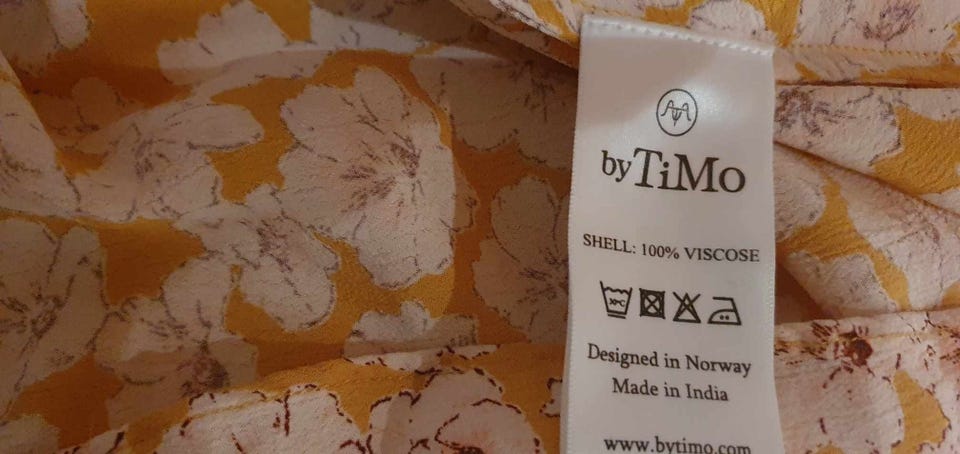 byTiMo
SHELL: 100% VISCOSE
Designed in Norway
Made in India
www.bytimo.com